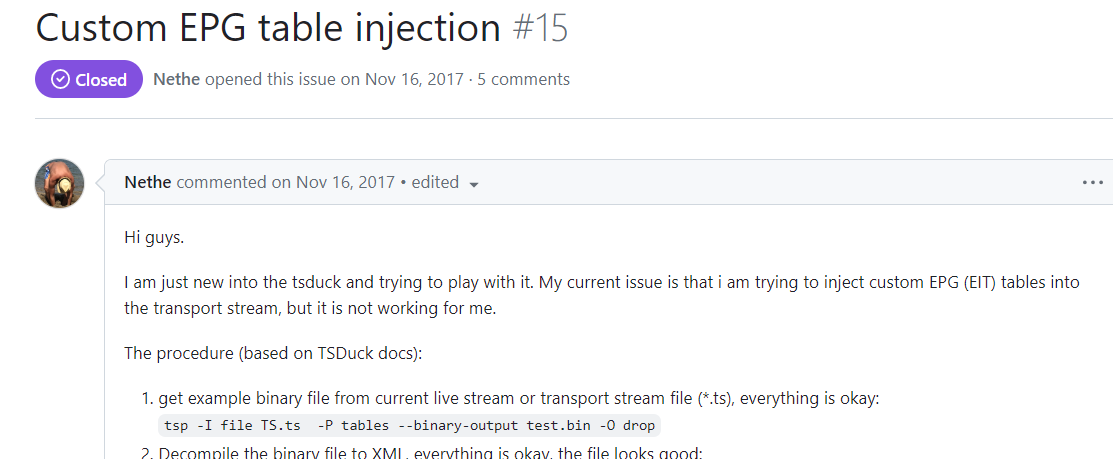 Custom EPG table injection #15
Closed Nethe opened this issue on Nov 16, 2017 · 5 comments
Nethe commented on Nov 16, 2017 • edited
Hi guys.
I am just new into the tsduck and trying to play with it. My current issue is that i am trying to inject custom EPG (EIT) tables into
the transport stream, but it is not working for me.
The procedure (based on TSDuck docs):
1. get example binary file from current live stream or transport stream file (*.ts), everything is okay:
tsp -I file TS.ts  -P tables --binary-output test.bin -O drop
2. Decompile the binary file to XML, everything is okay, the file looks good: